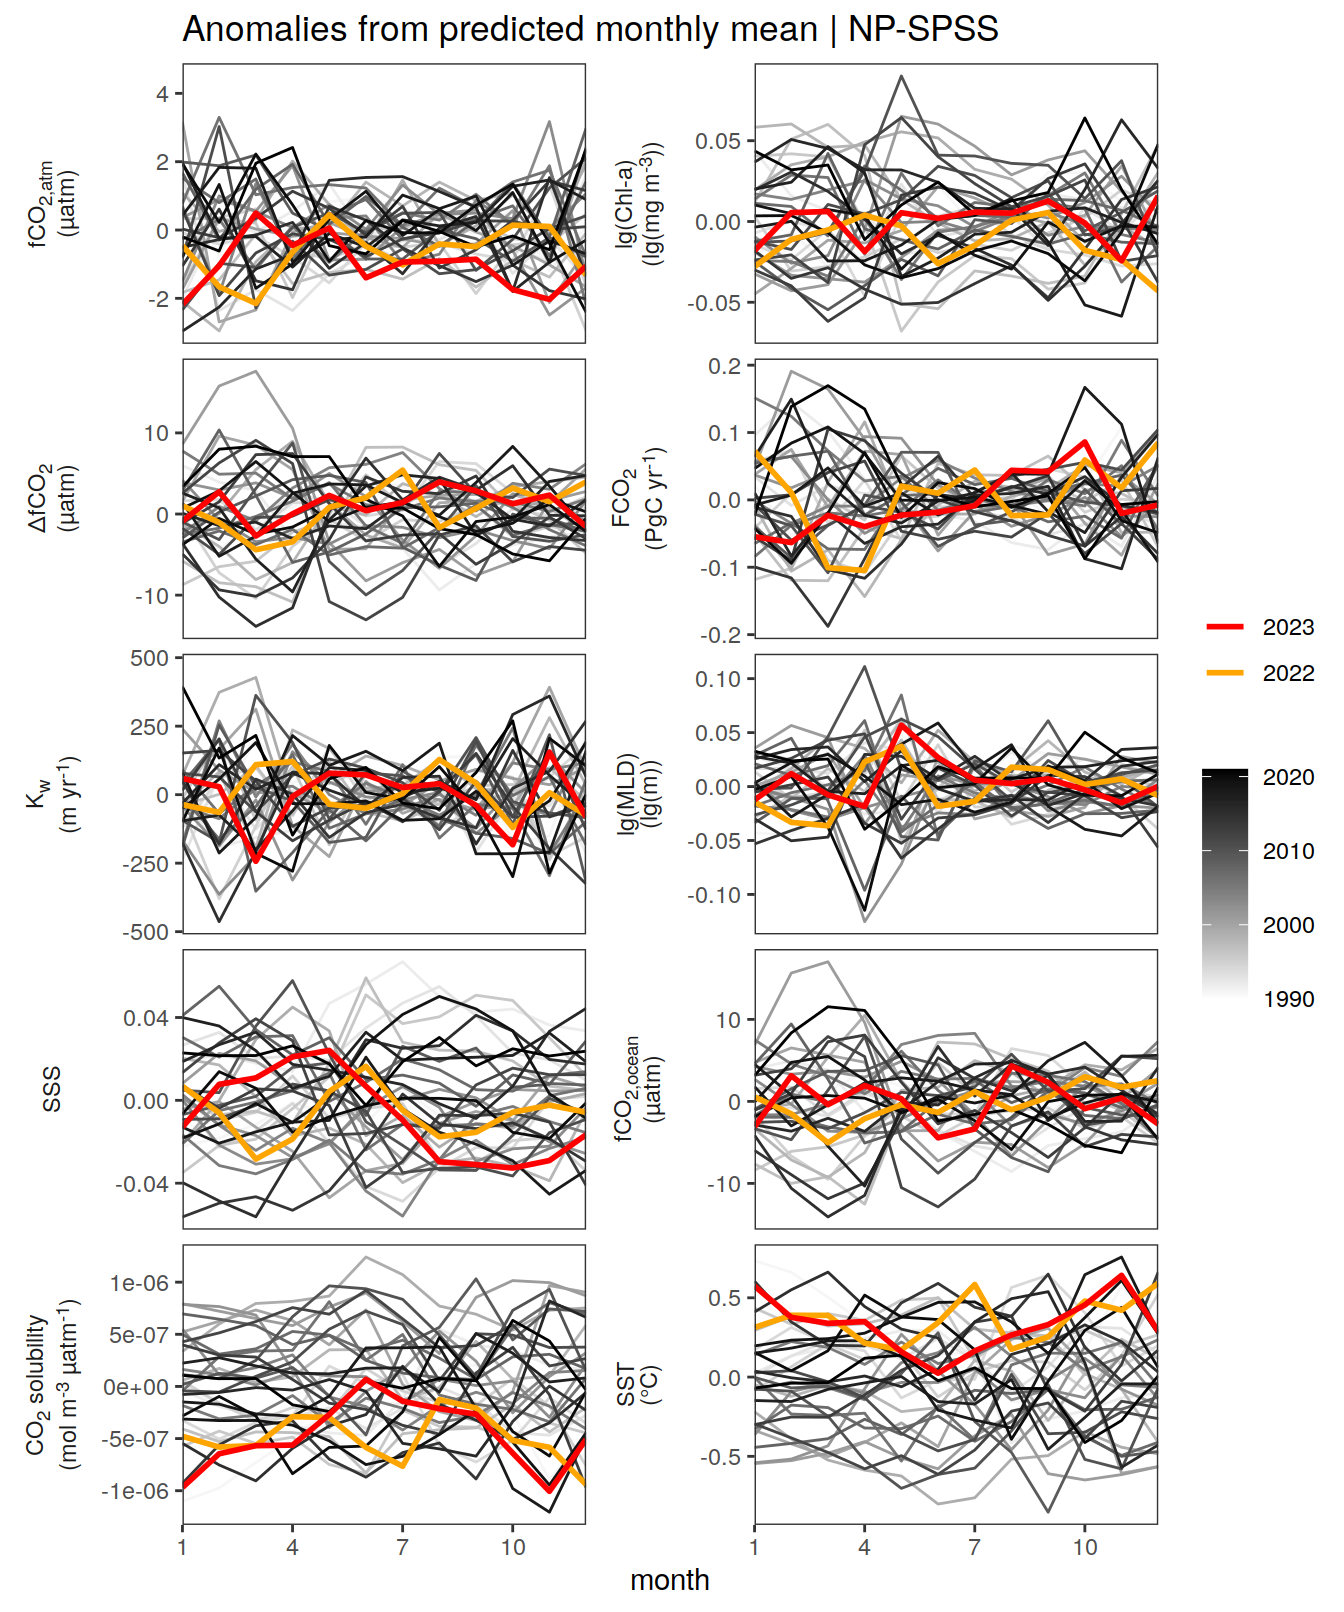 Anomalies from predicted monthly mean | NP-SPSS
fCO2,atm
(µatm)
4
2
0
-2
lg(Chl-a)
(lg(mg m-3))
0.05
0.00
-0.05
ΔfCO2
(µatm)
10
0
-10
FCO2
(PgC yr-1)
0.2
0.1
0.0
-0.1
-0.2
Kw
(m yr-1)
500
250
0
-250
-500
lg(MLD)
(lg(m))
0.10
0.05
0.00
-0.05
-0.10
SSS
0.04
0.00
-0.04
fCO2,ocean
(µatm)
10
0
-10
CO2 solubility
(mol m-3 µatm-1)
1e-06
5e-07
0e+00
-5e-07
-1e-06
SST
(°C)
0.5
0.0
-0.5
1 4 7 10
1 4 7 10
month
2023
2022
2020
2010
2000
1990